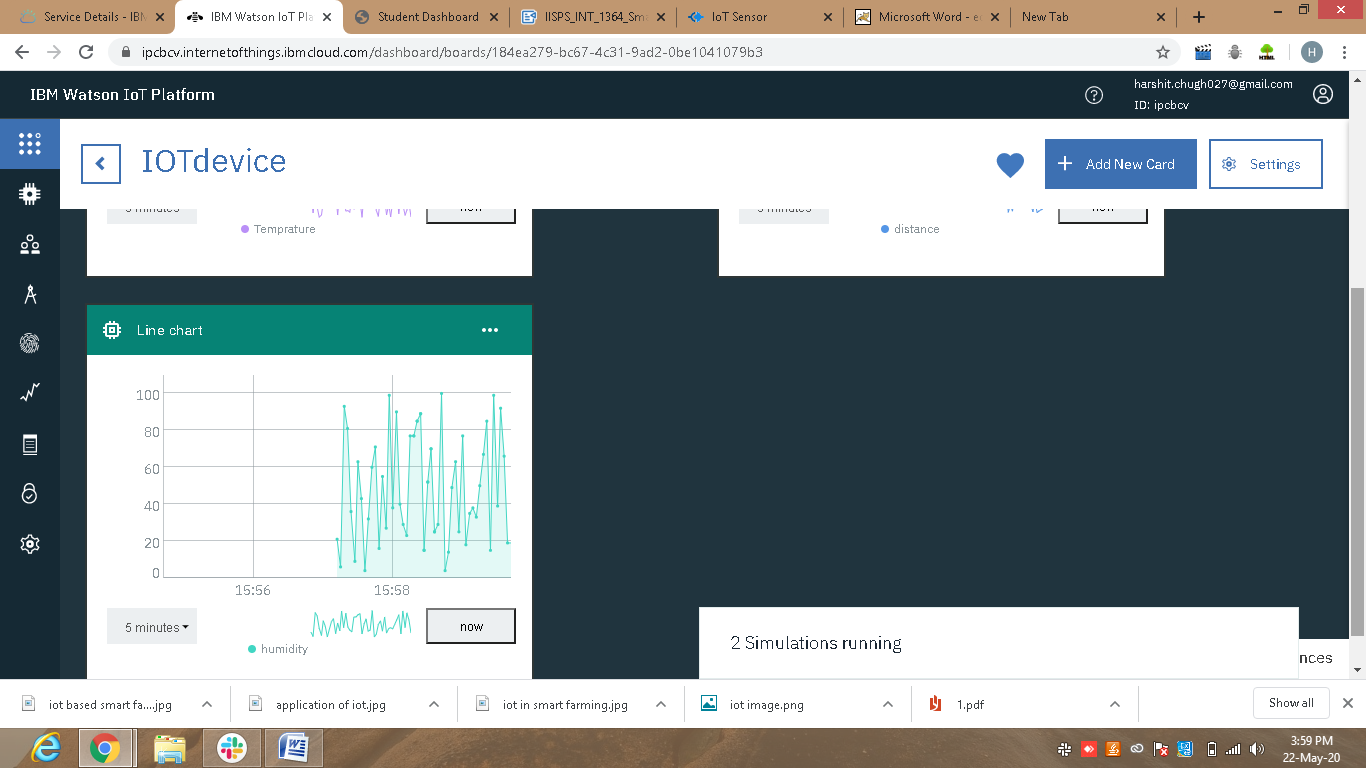 Service Details - IBM
IBM Watson IoT Pla
Student Dashboard
IISPS_INT_1364_Sma
IoT Sensor
Microsoft Word - e
New Tab
ipcbcv.internetofthings.ibmcloud.com/dashboard/boards/184ea279-bc67-4c31-9ad2-0be1041079b3
H
IBM Watson IoT Platform
harshit.chugh027@gmail.com
ID: ipcbcv
IOTdevice
Add New Card
Settings
5 minutes
now
5 minutes
now
Temprature
distance
Line chart
100
80
60
40
20
0
15:56
15:58
5 minutes
now
humidity
2 Simulations running
nces
iot based smart fa....jpg
application of iot.jpg
iot in smart farming.jpg
iot image.png
1.pdf
Show all
3:59 PM
22-May-20